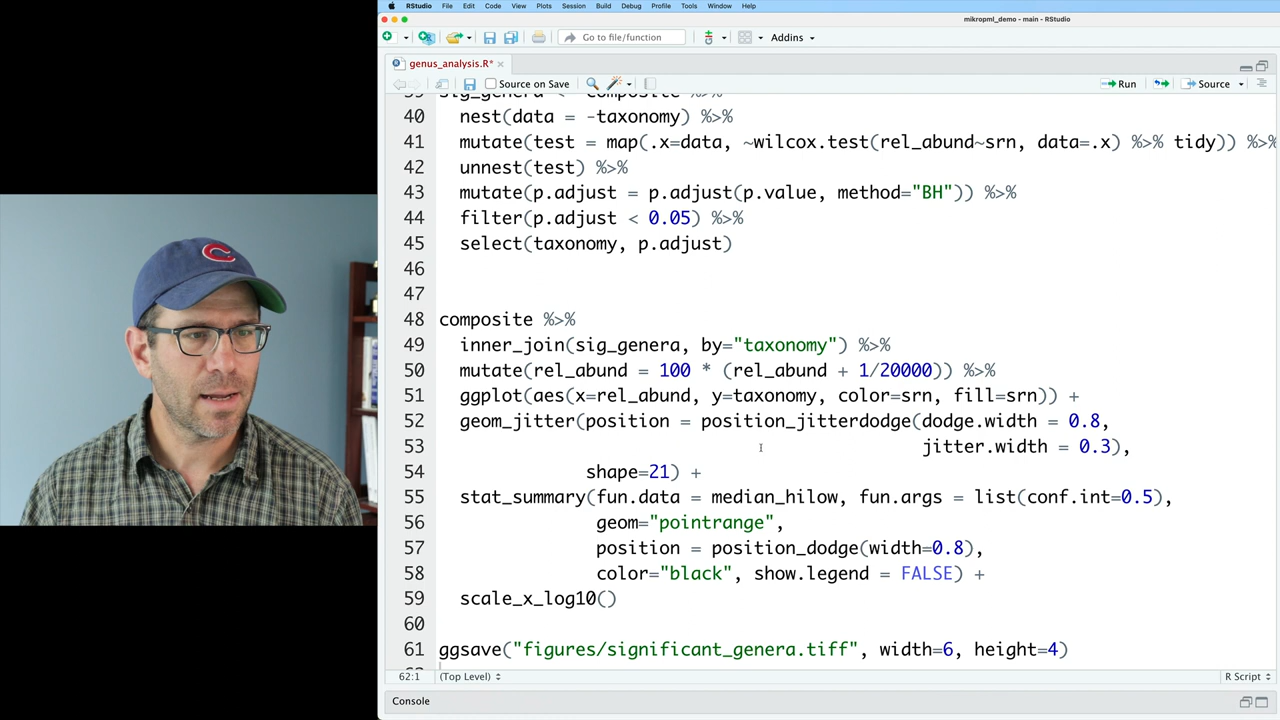 RStudio File Edit Code View Plots Session Build Debug Profile Tools Window Help
mikropml_demo - main - RStudio
Go to file/function
Addins
genus_analysis.R*
Source on Save
Run
Source
39 sig_genera <- composite %>%
40 nest(data = -taxonomy) %>%
41 mutate(test = map(.x=data, ~wilcox.test(rel_abund~srn, data=.x) %>% tidy)) %>%
42 unnest(test) %>%
43 mutate(p.adjust = p.adjust(p.value, method="BH")) %>%
44 filter(p.adjust < 0.05) %>%
45 select(taxonomy, p.adjust)
46
47
48 composite %>%
49 inner_join(sig_genera, by="taxonomy") %>%
50 mutate(rel_abund = 100 * (rel_abund + 1/20000)) %>%
51 ggplot(aes(x=rel_abund, y=taxonomy, color=srn, fill=srn)) +
52 geom_jitter(position = position_jitterdodge(dodge.width = 0.8,
53 jitter.width = 0.3),
54 shape=21) +
55 stat_summary(fun.data = median_hilow, fun.args = list(conf.int=0.5),
56 geom="pointrange",
57 position = position_dodge(width=0.8),
58 color="black", show.legend = FALSE) +
59 scale_x_log10()
60
61 ggsave("figures/significant_genera.tiff", width=6, height=4)
62
62:1 (Top Level) R Script
Console